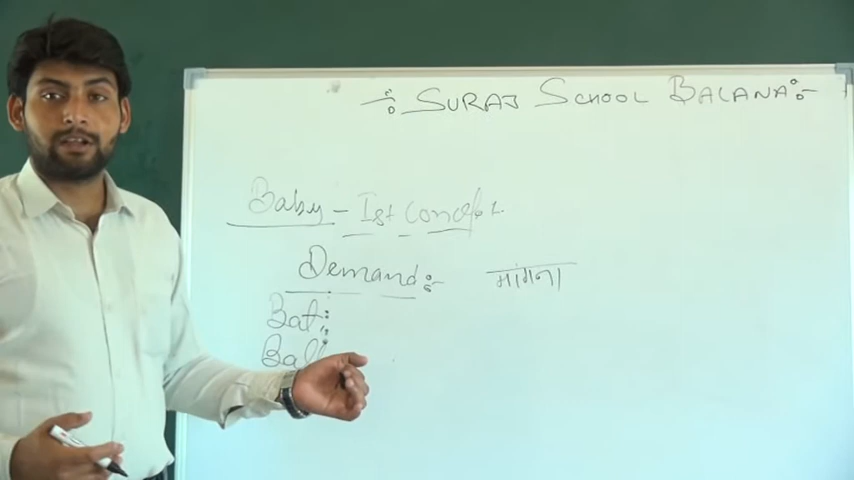 ÷ SURAJ SCHOOL BALANA :-
Baby - Ist Concept.
Demand :- मांगना
Bat:
Ball